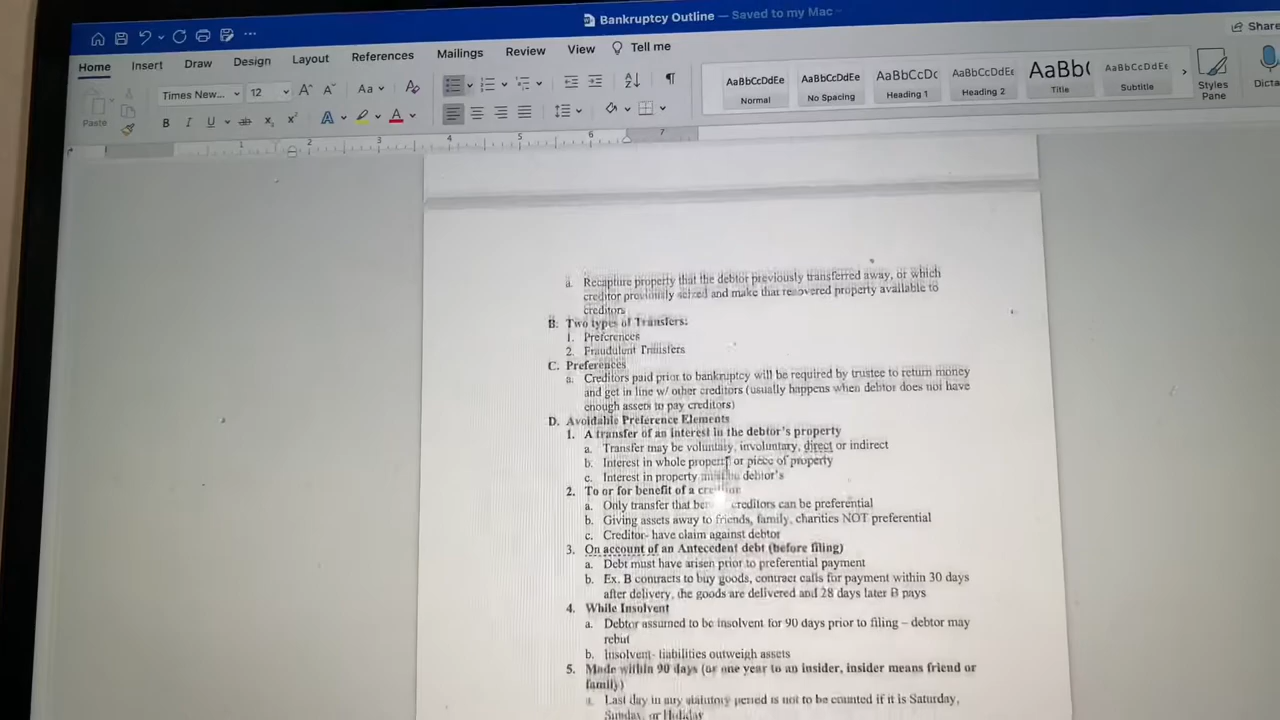 Bankruptcy Outline — Saved to my Mac
Share
Home Insert Draw Design Layout References Mailings Review View Tell me
Paste
Times New... 12 A A Aa A
B I U ab x x A A
AaBbCcDdEe AaBbCcDdEe AaBbCcDc AaBbCcDdEe AaBb( AaBbCcDdEe
Normal No Spacing Heading 1 Heading 2 Title Subtitle
Styles
Pane
Dicta
1 2 3 4 5 6 7
a. Recapture property that the debtor previously transferred away, or which
creditor previously seized and make that recovered property available to
creditors
B. Two types of Transfers:
1. Preferences
2. Fraudulent Transfers
C. Preferences
a. Creditors paid prior to bankruptcy will be required by trustee to return money
and get in line w/ other creditors (usually happens when debtor does not have
enough assets to pay creditors)
D. Avoidable Preference Elements
1. A transfer of an interest in the debtor's property
a. Transfer may be voluntary, involuntary, direct or indirect
b. Interest in whole property or piece of property
c. Interest in property must be debtor's
2. To or for benefit of a creditor
a. Only transfer that creditors can be preferential
b. Giving assets away to friends, family, charities NOT preferential
c. Creditor- have claim against debtor
3. On account of an Antecedent debt (before filing)
a. Debt must have arisen prior to preferential payment
b. Ex. B contracts to buy goods, contract calls for payment within 30 days
after delivery, the goods are delivered and 28 days later B pays
4. While Insolvent
a. Debtor assumed to be insolvent for 90 days prior to filing – debtor may
rebut
b. Insolvent- liabilities outweigh assets
5. Made within 90 days (or one year to an insider, insider means friend or
family)
a. Last day in any statutory period is not to be counted if it is Saturday,
Sunday, or Holiday